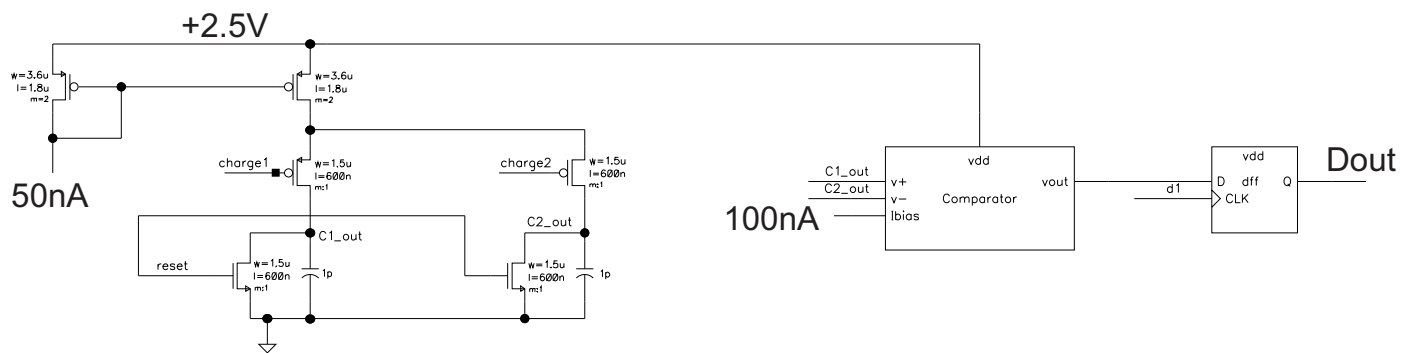 +2.5V
w=3.6u
l=1.8u
m=2
w=3.6u
l=1.8u
m=2
50nA
charge1
w=1.5u
l=600n
m:1
charge2
w=1.5u
l=600n
m:1
C1_out
C2_out
reset
w=1.5u
l=600n
m:1
1p
w=1.5u
l=600n
m:1
1p
vdd
C1_out
v+
vout
C2_out
v-
Comparator
100nA
Ibias
vdd
D
dff
Q
d1
CLK
Dout